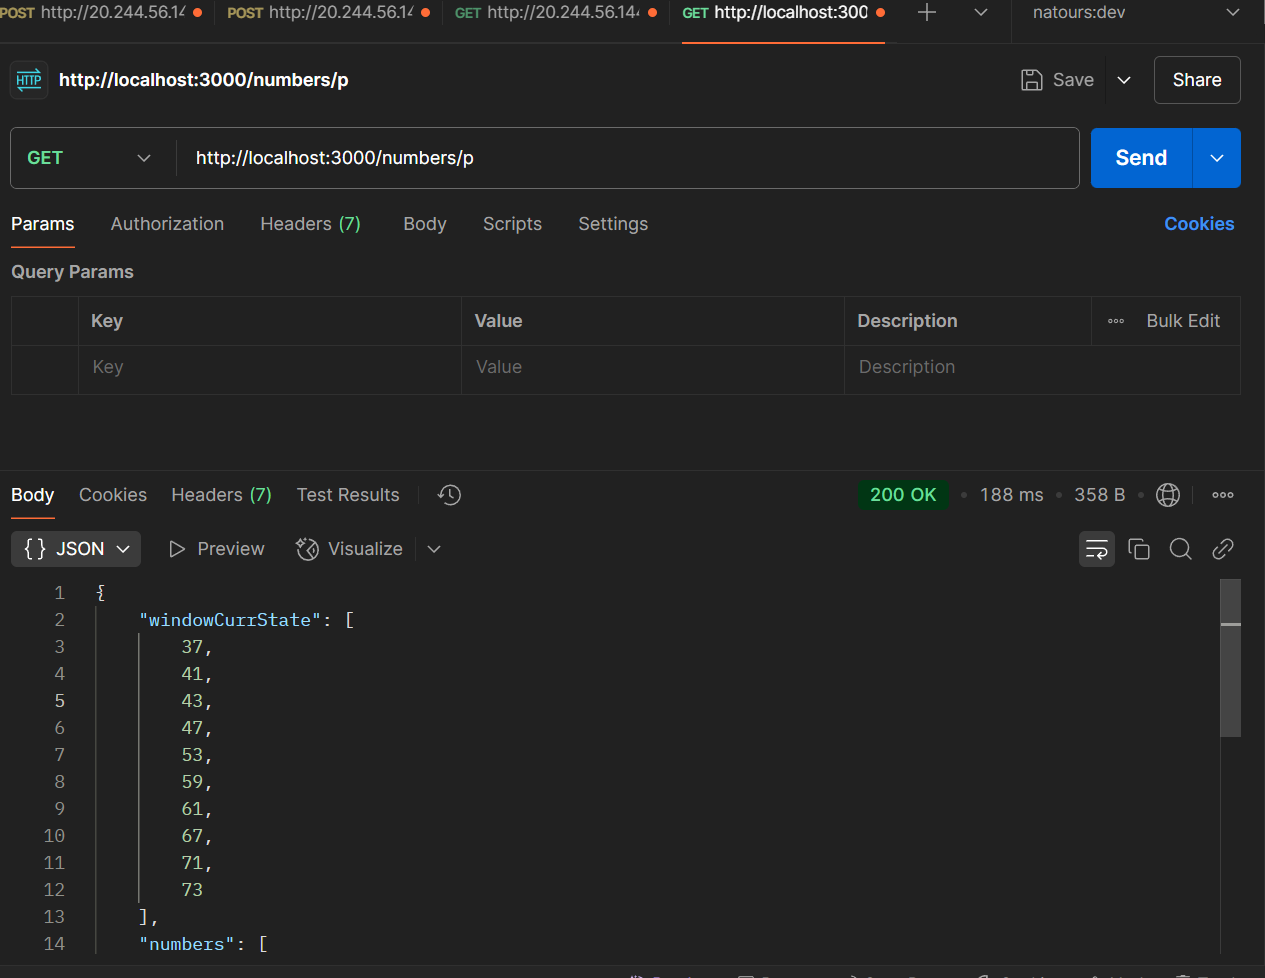 POST http://20.244.56.14 POST http://20.244.56.14 GET http://20.244.56.144 GET http://localhost:300 natours:dev
HTTP http://localhost:3000/numbers/p Save Share
GET http://localhost:3000/numbers/p Send
Params Authorization Headers (7) Body Scripts Settings Cookies
Query Params
Key Value Description Bulk Edit
Key Value Description
Body Cookies Headers (7) Test Results 200 OK 188 ms 358 B
{} JSON Preview Visualize
1 {
2 "windowCurrState": [
3 37,
4 41,
5 43,
6 47,
7 53,
8 59,
9 61,
10 67,
11 71,
12 73
13 ],
14 "numbers": [